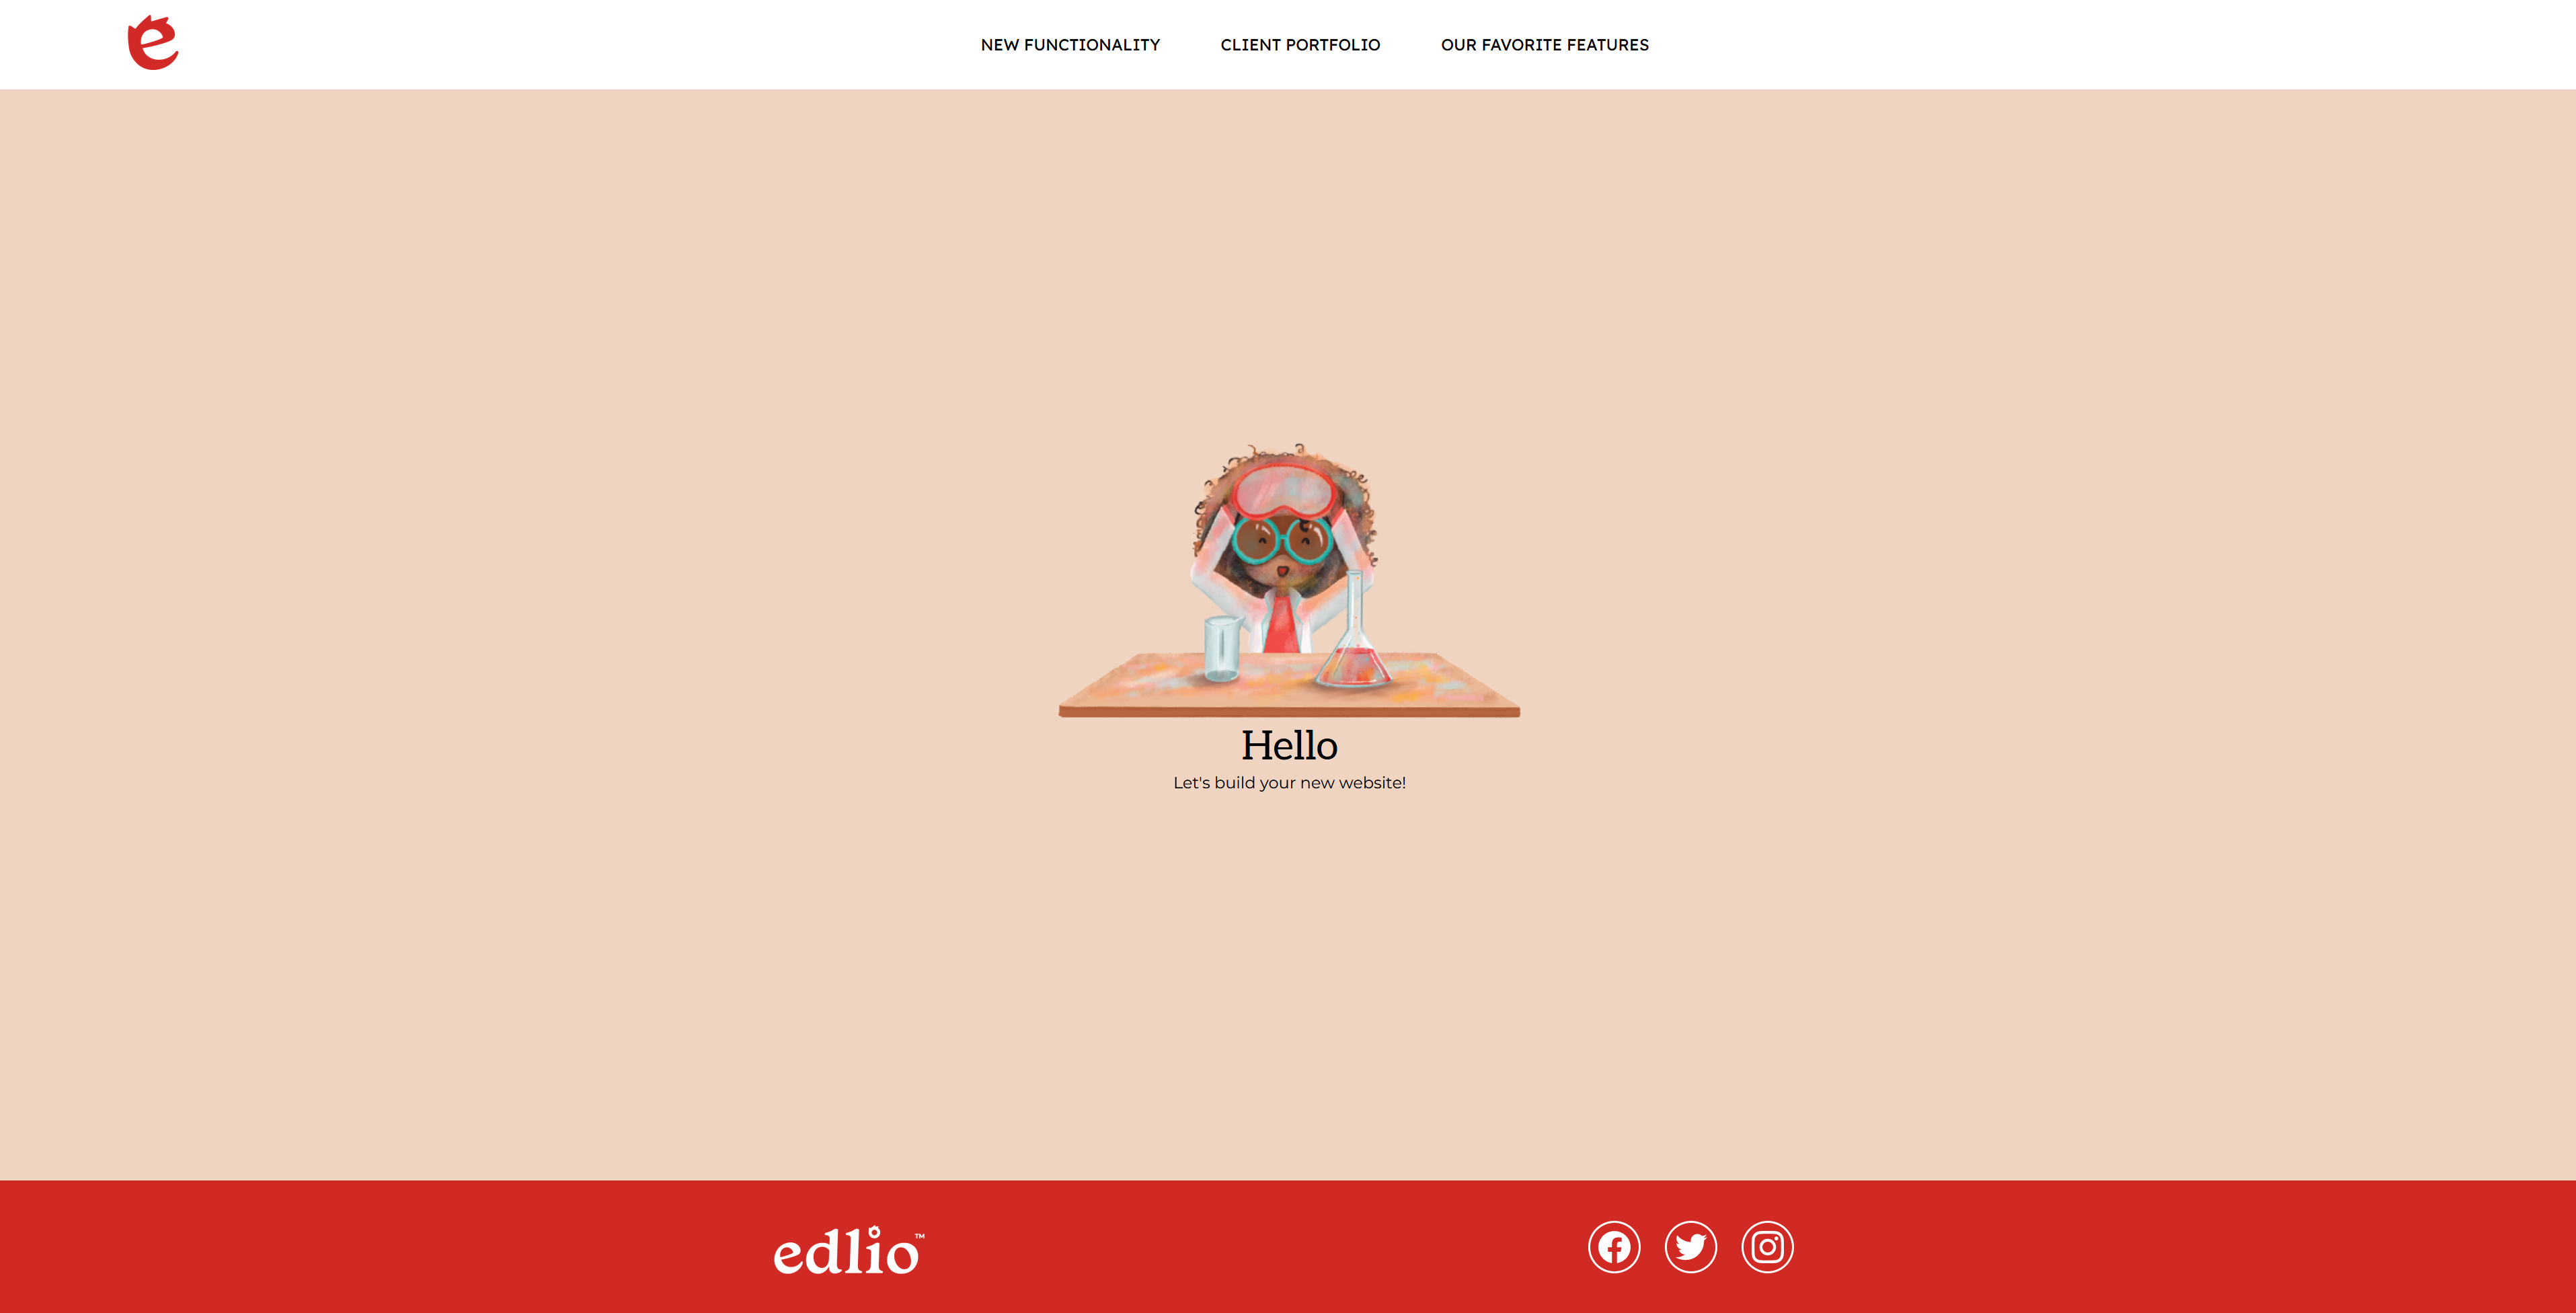 e
NEW FUNCTIONALITY
CLIENT PORTFOLIO
OUR FAVORITE FEATURES
Hello
Let's build your new website!
edlio™